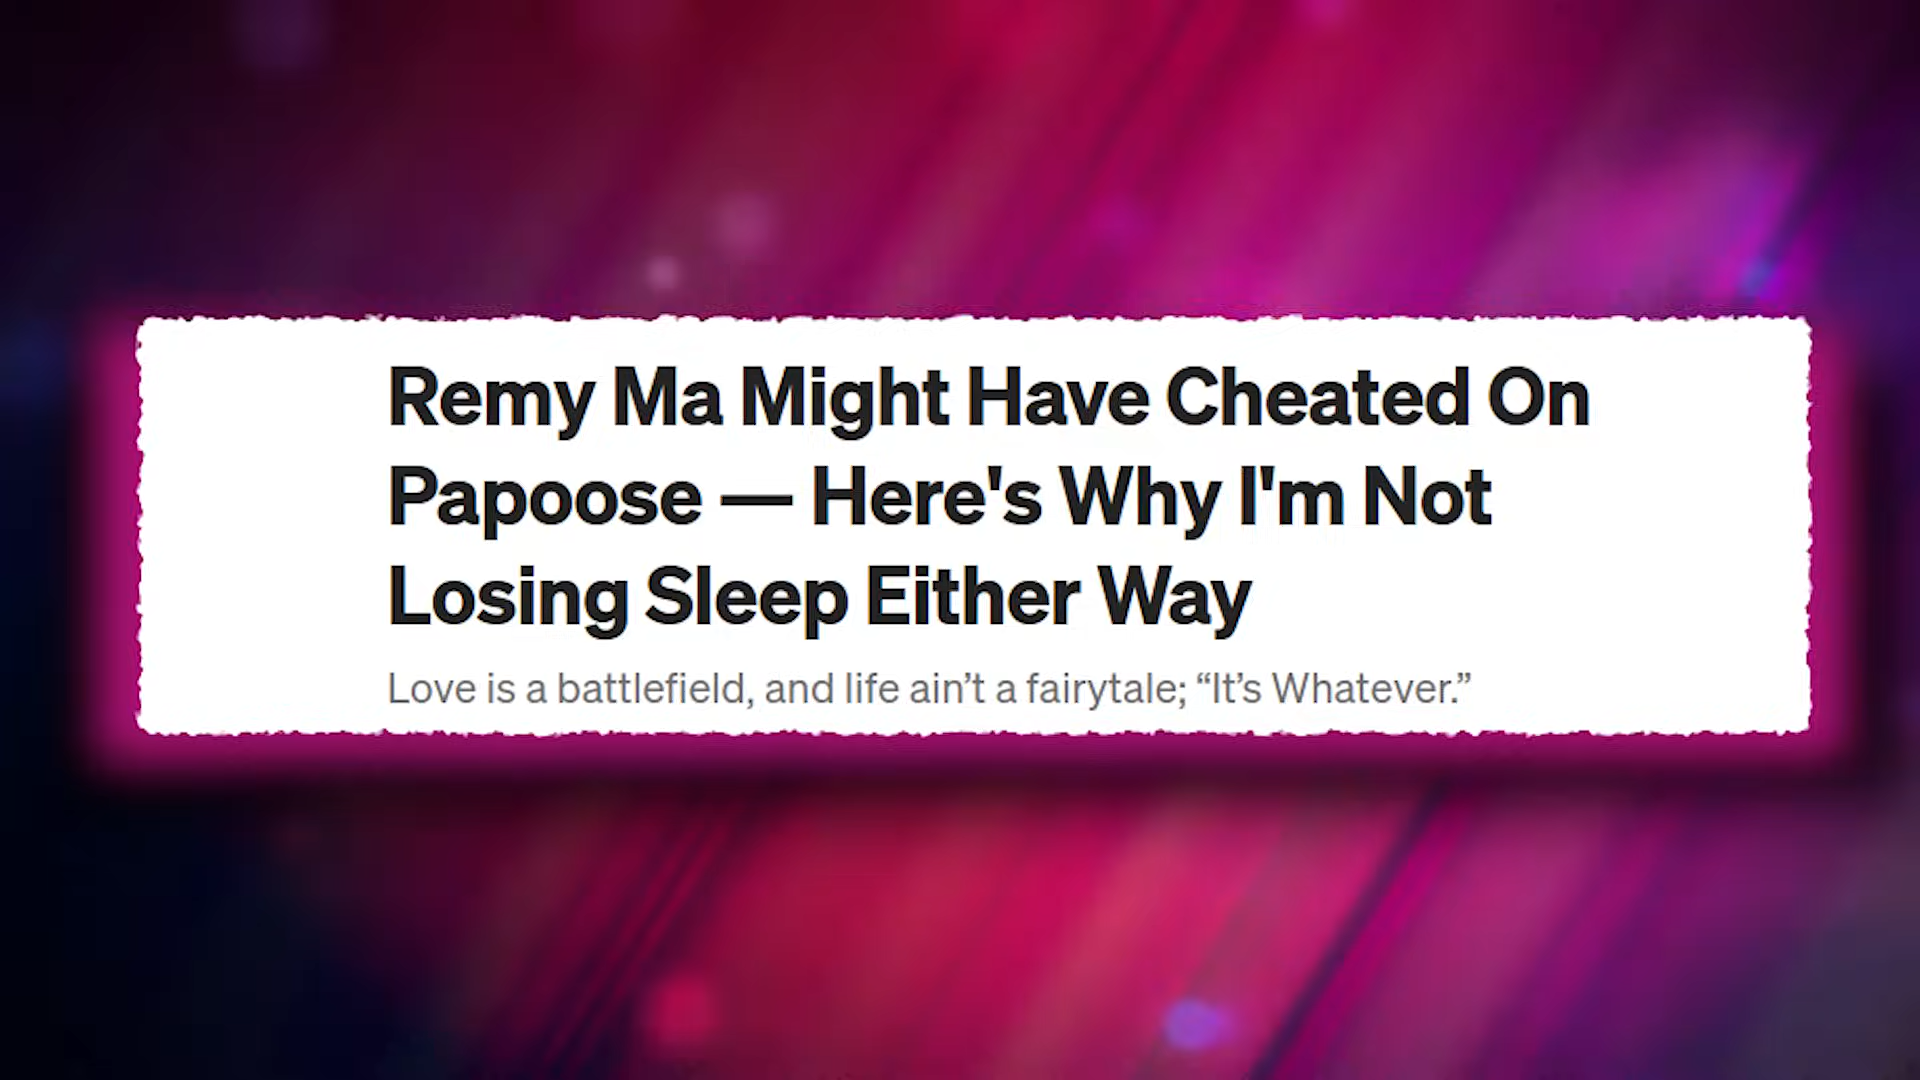 Remy Ma Might Have Cheated On
Papoose — Here's Why I'm Not
Losing Sleep Either Way
Love is a battlefield, and life ain’t a fairytale; “It’s Whatever.”